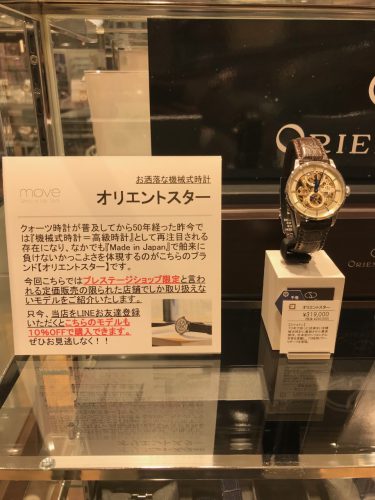 ORIEN
move
お洒落な機械式時計
オリエントスター
クォーツ時計が普及してから50年経った昨今で
は『機械式時計=高級時計』として再注目される
存在になり、なかでも『Made in Japan』で舶来に
負けないかっこよさを体現するのがこちらのブラ
ンド【オリエントスター】です。
今回こちらではプレステージショップ限定と言わ
れる定価販売の限られた店舗でしか取り扱えな
いモデルをご紹介いたします。
只今、当店をLINEお友達登録
いただくとこちらのモデルも
10%OFFで購入できます。
ぜひお見逃しなく!!
オリエントスター
¥319,000